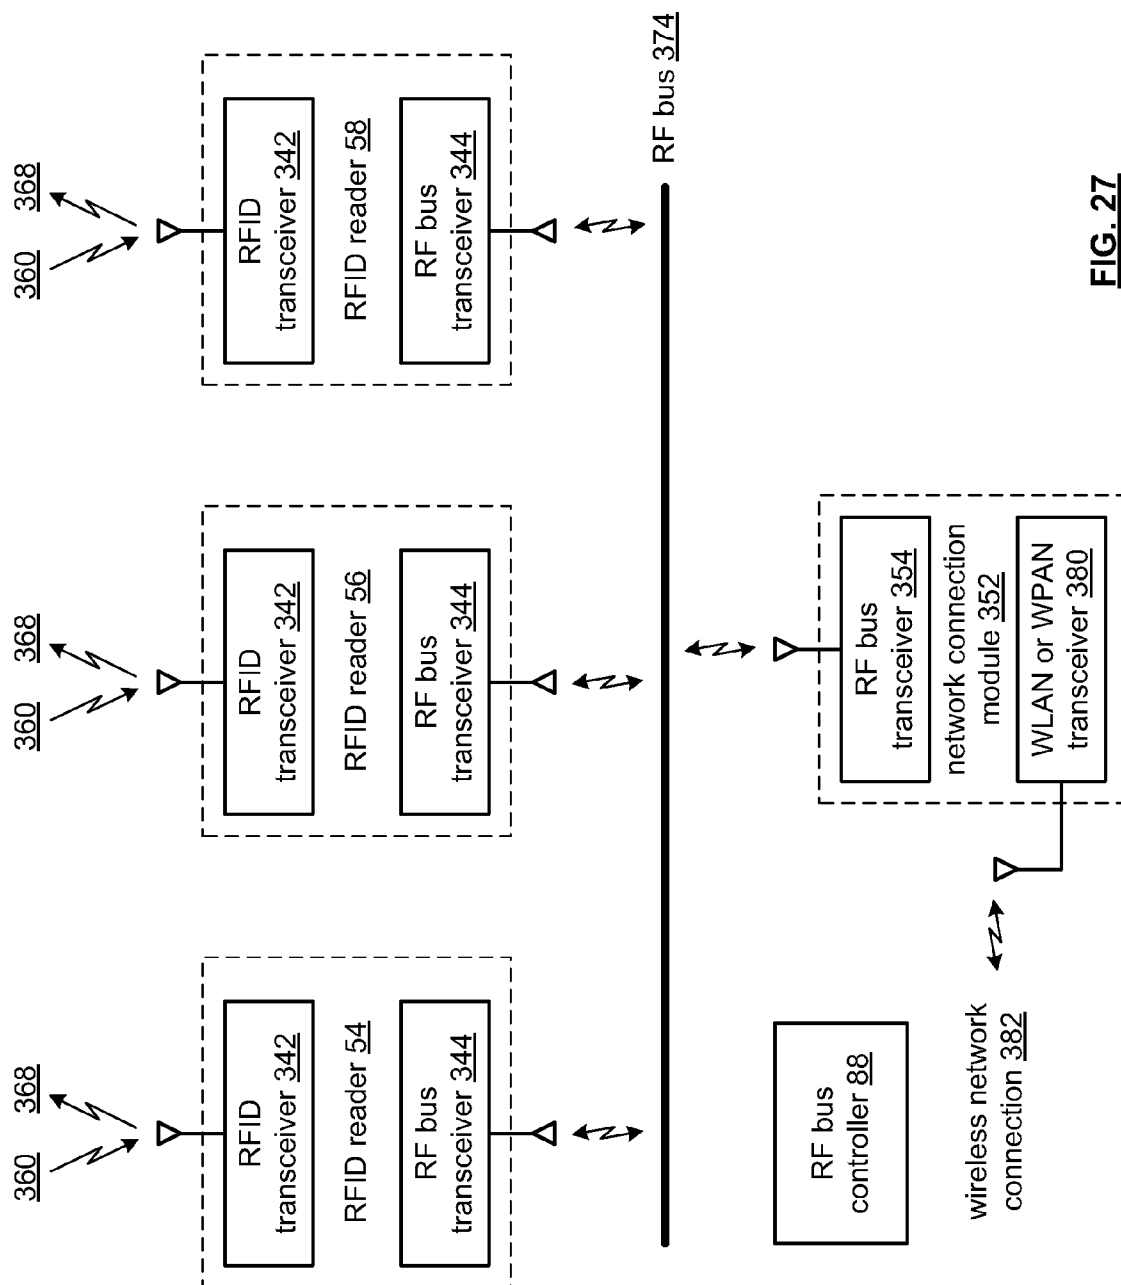 360
368
360
368
360
368
RFID
transceiver 342
RFID reader 54
RF bus
transceiver 344
RFID
transceiver 342
RFID reader 56
RF bus
transceiver 344
RFID
transceiver 342
RFID reader 58
RF bus
transceiver 344
RF bus 374
RF bus
controller 88
wireless network
connection 382
RF bus
transceiver 354
network connection
module 352
WLAN or WPAN
transceiver 380
FIG. 27